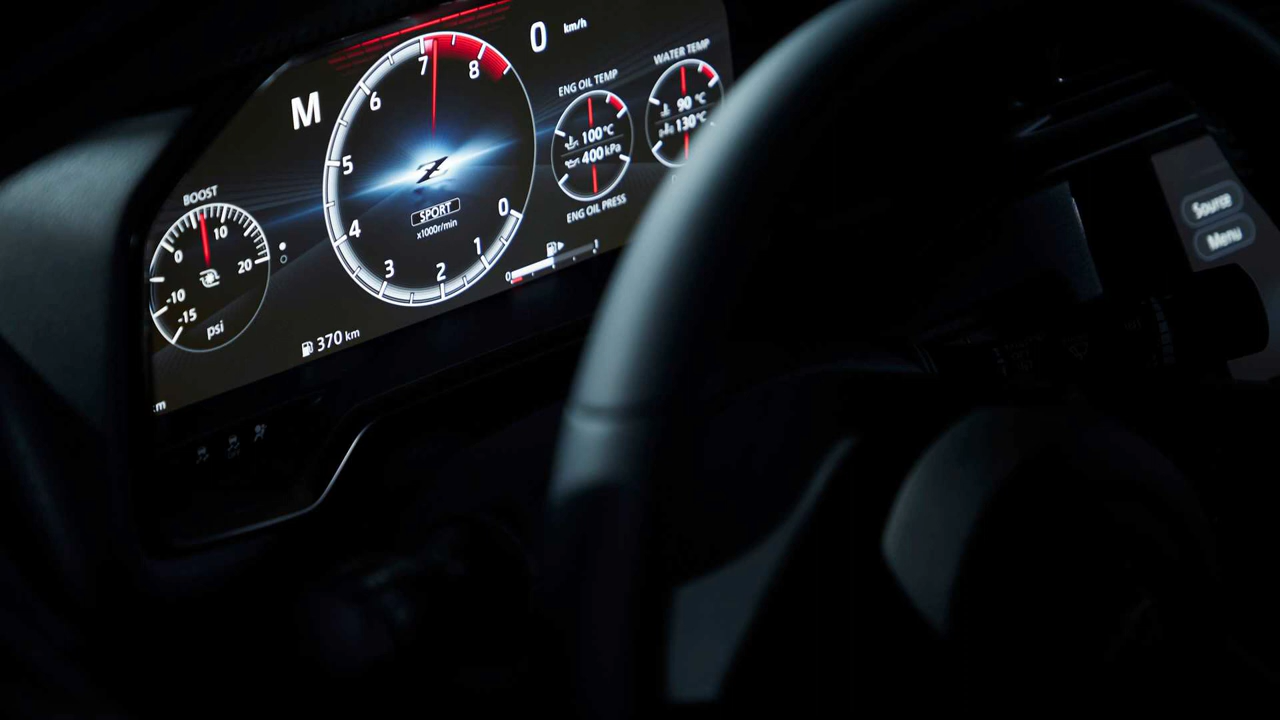 M
0 km/h
BOOST
0
10
20
-10
-15
psi
0
1
2
3
4
5
6
7
8
Z
SPORT
x1000r/min
ENG OIL TEMP
100°C
400 kPa
ENG OIL PRESS
WATER TEMP
90 °C
130°C
0
1
370 km
m
Source
Menu